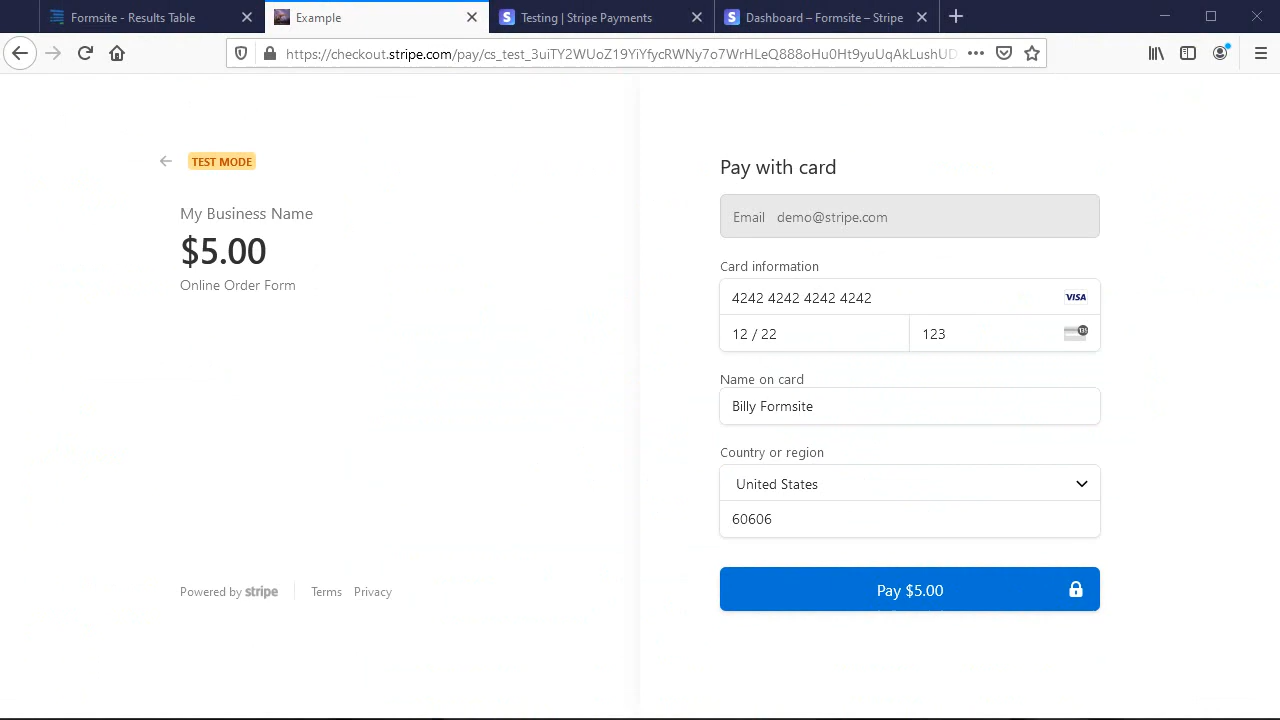 Formsite - Results Table
Example
Testing | Stripe Payments
Dashboard – Formsite – Stripe
https://checkout.stripe.com/pay/cs_test_3uiTY2WUoZ19YiYfycRWNy7o7WrHLeQ888oHu0Ht9yuUqAkLushUD
TEST MODE
My Business Name
$5.00
Online Order Form
Powered by stripe
Terms
Privacy
Pay with card
Email demo@stripe.com
Card information
4242 4242 4242 4242
VISA
12 / 22
123
Name on card
Billy Formsite
Country or region
United States
60606
Pay $5.00